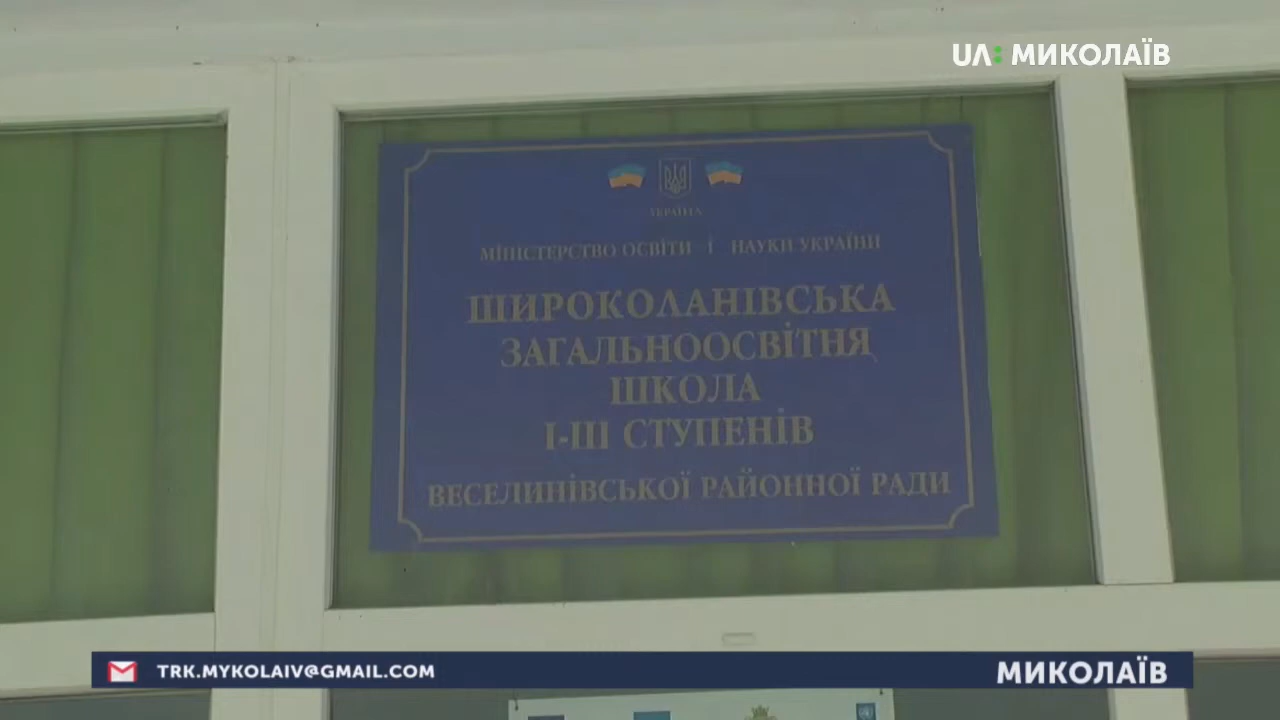 UA: МИКОЛАЇВ
УКРАЇНА
МІНІСТЕРСТВО ОСВІТИ І НАУКИ УКРАЇНИ
ШИРОКОЛАНІВСЬКА
ЗАГАЛЬНООСВІТНЯ
ШКОЛА
І-ІІІ СТУПЕНІВ
ВЕСЕЛИНІВСЬКОЇ РАЙОННОЇ РАДИ
TRK.MYKOLAIV@GMAIL.COM
МИКОЛАЇВ